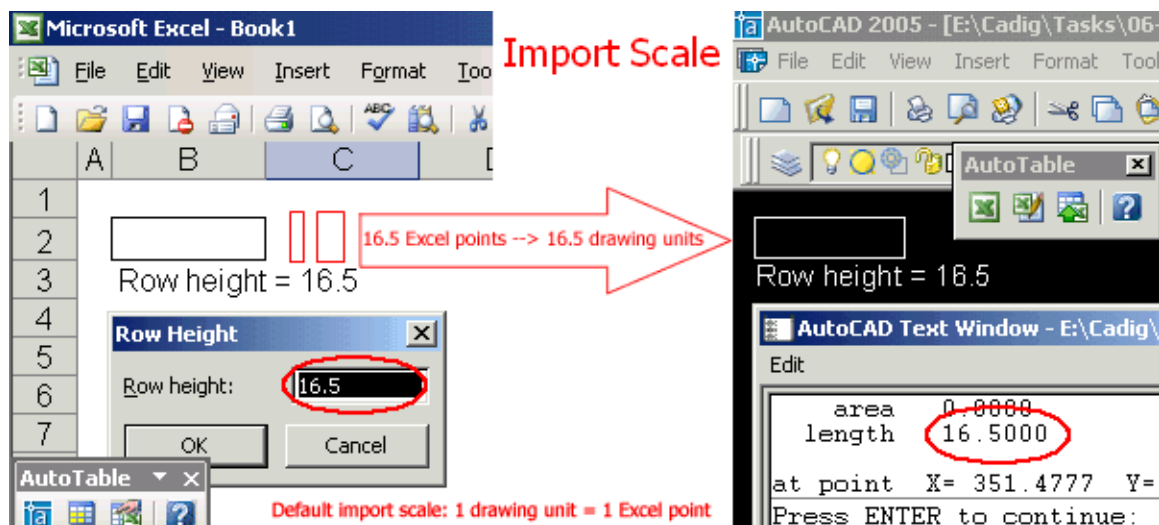 Microsoft Excel - Book1
File Edit View Insert Format Too
ABC
A B C
1
2
3
4
5
6
7
Row height = 16.5
Row Height
Row height: 16.5
OK Cancel
AutoTable
Import Scale
16.5 Excel points --> 16.5 drawing units
Default import scale: 1 drawing unit = 1 Excel point
AutoCAD 2005 - [E:\Cadig\Tasks\06-
File Edit View Insert Format Tool
AutoTable
Row height = 16.5
AutoCAD Text Window - E:\Cadig\
Edit
area 0.0000
length 16.5000
at point X= 351.4777 Y=
Press ENTER to continue: